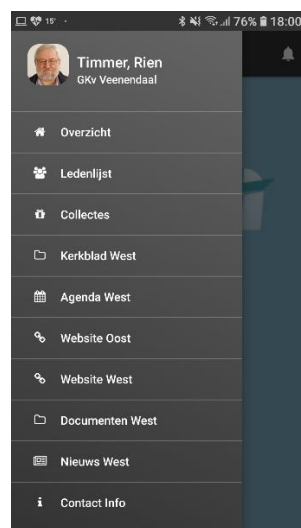 15° · 76% 18:00
Timmer, Rien
GKv Veenendaal
Overzicht
Ledenlijst
Collectes
Kerkblad West
Agenda West
Website Oost
Website West
Documenten West
Nieuws West
Contact Info